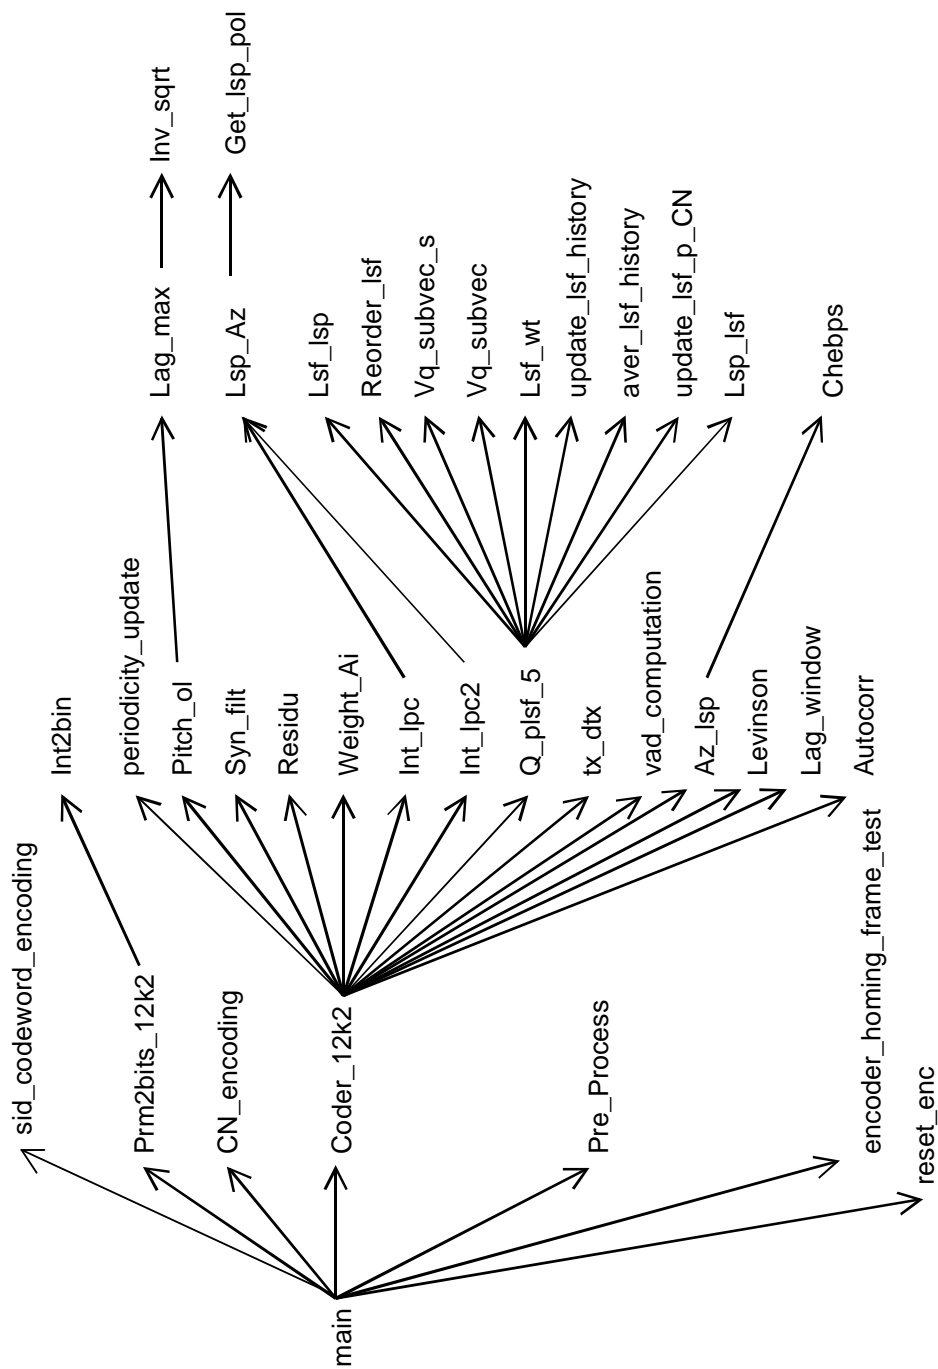 main
sid_codeword_encoding
Prm2bits_12k2
CN_encoding
Coder_12k2
Pre_Process
encoder_homing_frame_test
reset_enc
Int2bin
periodicity_update
Pitch_ol
Syn_filt
Residu
Weight_Ai
Int_lpc
Int_lpc2
Q_plsf_5
tx_dtx
vad_computation
Az_lsp
Levinson
Lag_window
Autocorr
Lag_max
Lsp_Az
Lsf_lsp
Reorder_lsf
Vq_subvec_s
Vq_subvec
Lsf_wt
update_lsf_history
aver_lsf_history
update_lsf_p_CN
Lsp_lsf
Chebps
Inv_sqrt
Get_lsp_pol